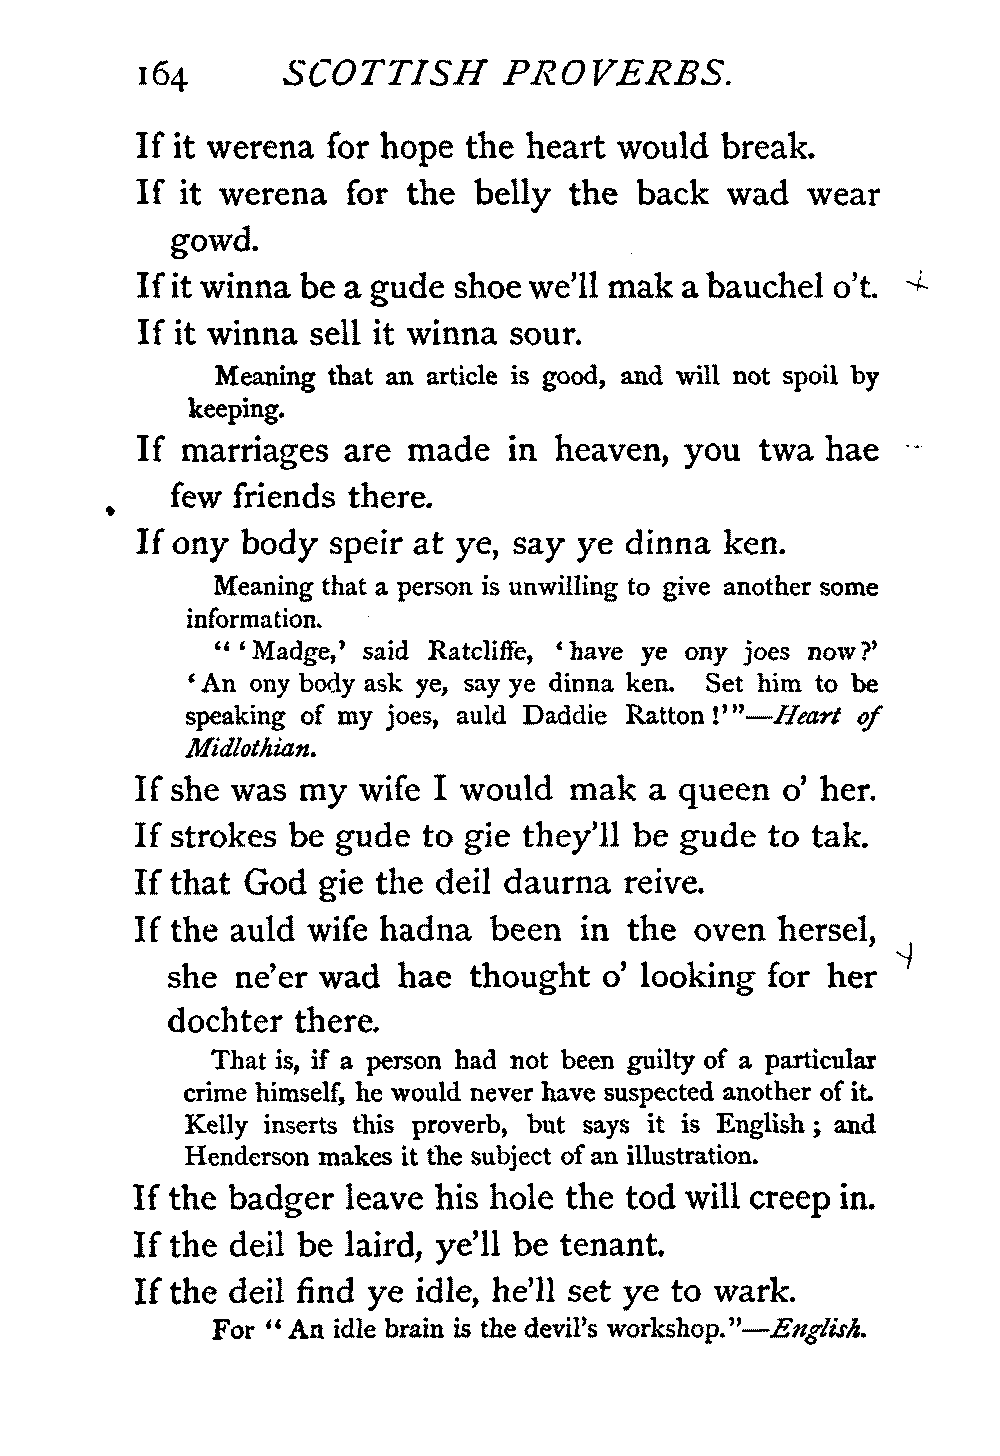 164 SCOTTISH PROVERBS.
If it werena for hope the heart would break.
If it werena for the belly the back wad wear
gowd.
If it winna be a gude shoe we'll mak a bauchel o't.
If it winna sell it winna sour.
Meaning that an article is good, and will not spoil by
keeping.
If marriages are made in heaven, you twa hae
few friends there.
If ony body speir at ye, say ye dinna ken.
Meaning that a person is unwilling to give another some
information.
"'Madge,' said Ratcliffe, 'have ye ony joes now?'
'An ony body ask ye, say ye dinna ken. Set him to be
speaking of my joes, auld Daddie Ratton!'"—Heart of
Midlothian.
If she was my wife I would mak a queen o' her.
If strokes be gude to gie they'll be gude to tak.
If that God gie the deil daurna reive.
If the auld wife hadna been in the oven hersel,
she ne'er wad hae thought o' looking for her
dochter there.
That is, if a person had not been guilty of a particular
crime himself, he would never have suspected another of it.
Kelly inserts this proverb, but says it is English; and
Henderson makes it the subject of an illustration.
If the badger leave his hole the tod will creep in.
If the deil be laird, ye'll be tenant.
If the deil find ye idle, he'll set ye to wark.
For "An idle brain is the devil's workshop."—English.